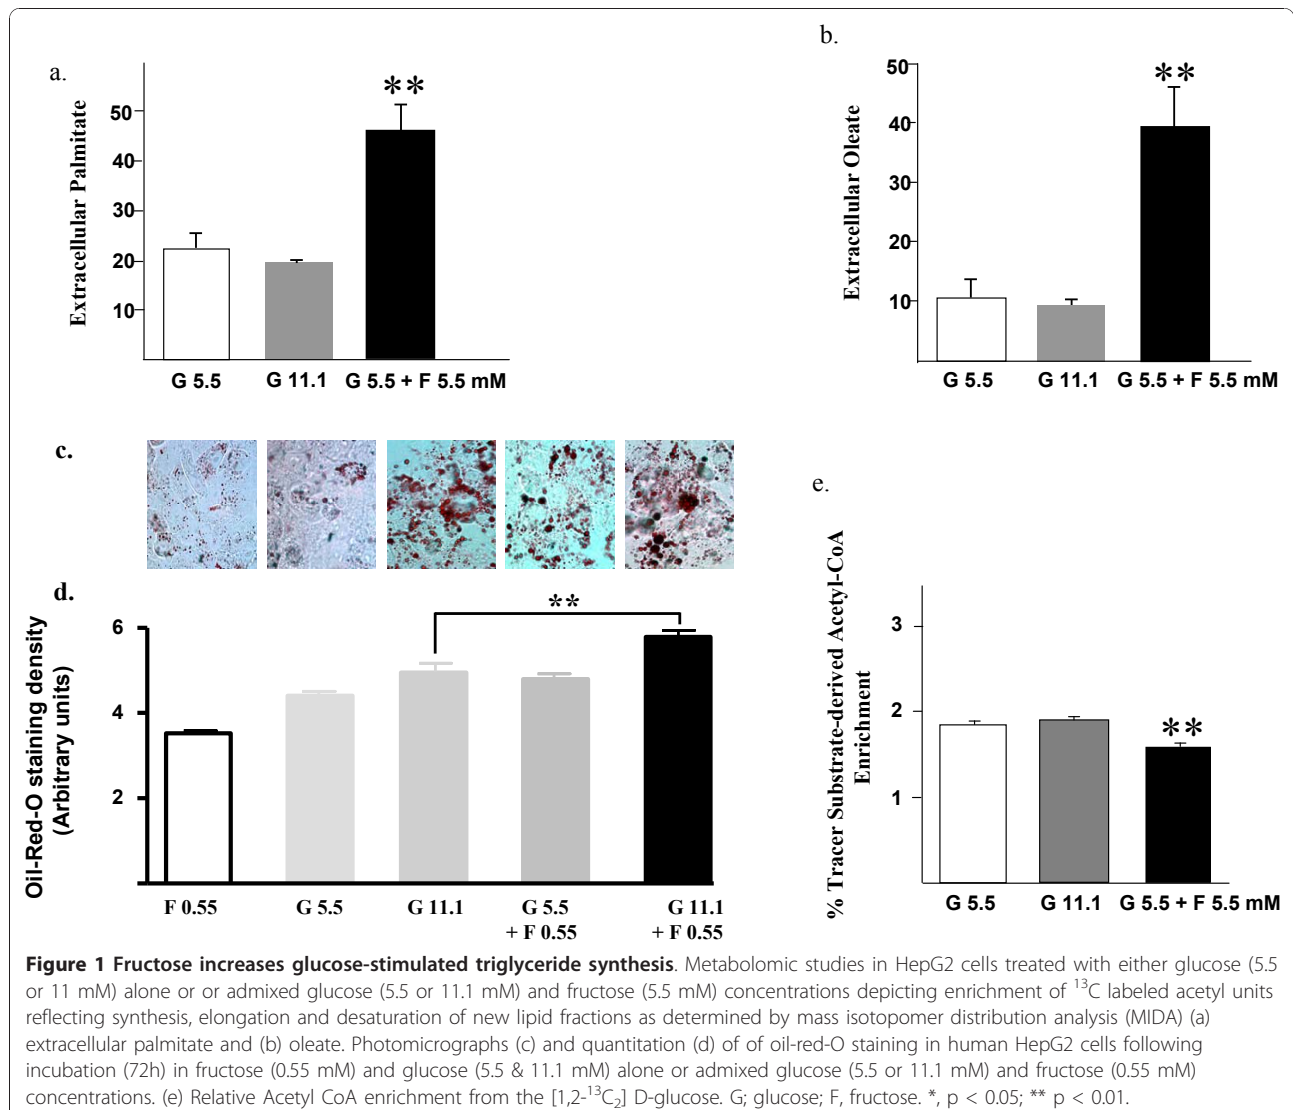 a.
Extracellular Palmitate
50
40
30
20
10
**
G 5.5 G 11.1 G 5.5 + F 5.5 mM
b.
Extracellular Oleate
50
40
30
20
10
**
G 5.5 G 11.1 G 5.5 + F 5.5 mM
c.
d.
Oil-Red-O staining density
(Arbitrary units)
6
4
2
**
F 0.55 G 5.5 G 11.1 G 5.5 G 11.1
+ F 0.55 + F 0.55
e.
% Tracer Substrate-derived Acetyl-CoA
Enrichment
3
2
1
**
G 5.5 G 11.1 G 5.5 + F 5.5 mM
Figure 1 Fructose increases glucose-stimulated triglyceride synthesis. Metabolomic studies in HepG2 cells treated with either glucose (5.5
or 11 mM) alone or or admixed glucose (5.5 or 11.1 mM) and fructose (5.5 mM) concentrations depicting enrichment of ¹³C labeled acetyl units
reflecting synthesis, elongation and desaturation of new lipid fractions as determined by mass isotopomer distribution analysis (MIDA) (a)
extracellular palmitate and (b) oleate. Photomicrographs (c) and quantitation (d) of of oil-red-O staining in human HepG2 cells following
incubation (72h) in fructose (0.55 mM) and glucose (5.5 & 11.1 mM) alone or admixed glucose (5.5 or 11.1 mM) and fructose (0.55 mM)
concentrations. (e) Relative Acetyl CoA enrichment from the [1,2-¹³C₂] D-glucose. G; glucose; F, fructose. *, p < 0.05; ** p < 0.01.